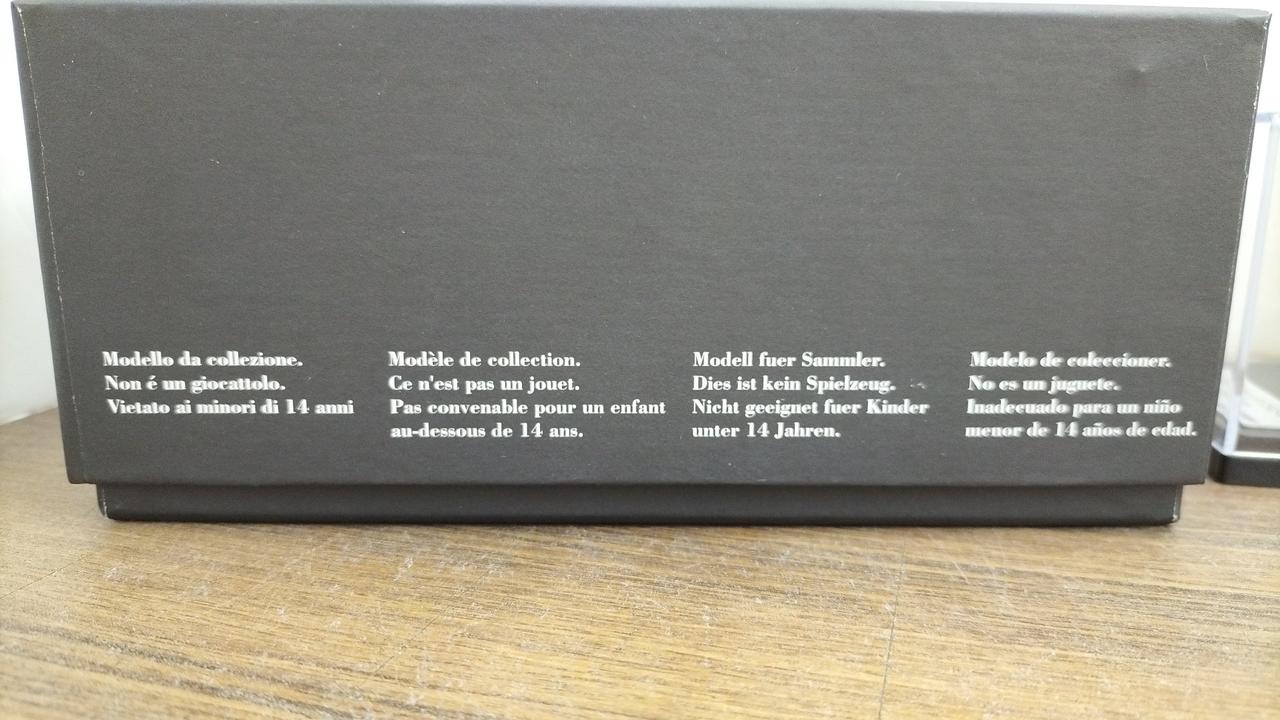 Modello da collezione.
Non é un giocattolo.
Vietato ai minori di 14 anni
Modèle de collection.
Ce n'est pas un jouet.
Pas convenable pour un enfant
au-dessous de 14 ans.
Modell fuer Sammler.
Dies ist kein Spielzeug.
Nicht geeignet fuer Kinder
unter 14 Jahren.
Modelo de coleccioner.
No es un juguete.
Inadecuado para un niño
menor de 14 años de edad.